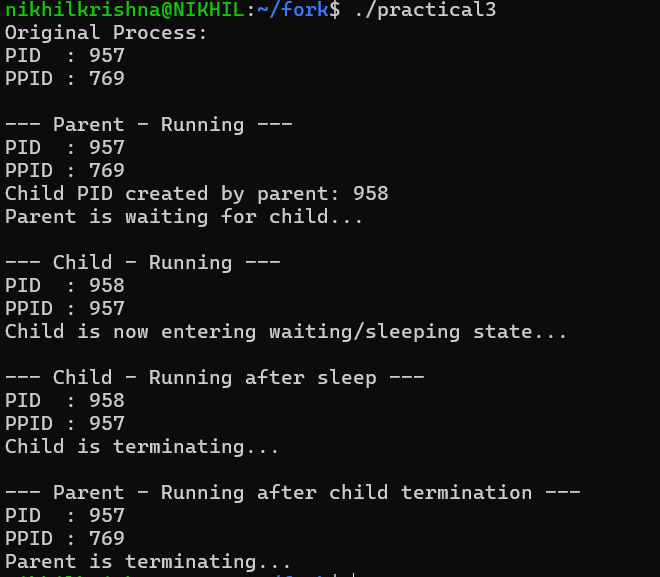 nikhilkrishna@NIKHIL:~/fork$ ./practical3
Original Process:
PID  : 957
PPID : 769

--- Parent - Running ---
PID  : 957
PPID : 769
Child PID created by parent: 958
Parent is waiting for child...

--- Child - Running ---
PID  : 958
PPID : 957
Child is now entering waiting/sleeping state...

--- Child - Running after sleep ---
PID  : 958
PPID : 957
Child is terminating...

--- Parent - Running after child termination ---
PID  : 957
PPID : 769
Parent is terminating...